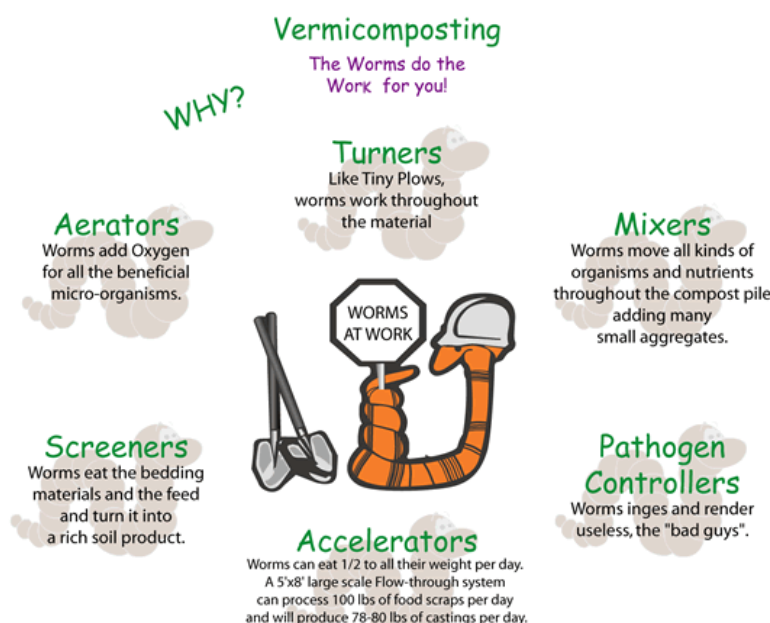 Vermicomposting
The Worms do the
Work for you!
WHY?
Turners
Like Tiny Plows,
worms work throughout
the material
Aerators
Worms add Oxygen
for all the beneficial
micro-organisms.
Mixers
Worms move all kinds of
organisms and nutrients
throughout the compost pile
adding many
small aggregates.
WORMS
AT WORK
Screeners
Worms eat the bedding
materials and the feed
and turn it into
a rich soil product.
Pathogen
Controllers
Worms inges and render
useless, the "bad guys".
Accelerators
Worms can eat 1/2 to all their weight per day.
A 5'x8' large scale Flow-through system
can process 100 lbs of food scraps per day
and will produce 78-80 lbs of castings per day.